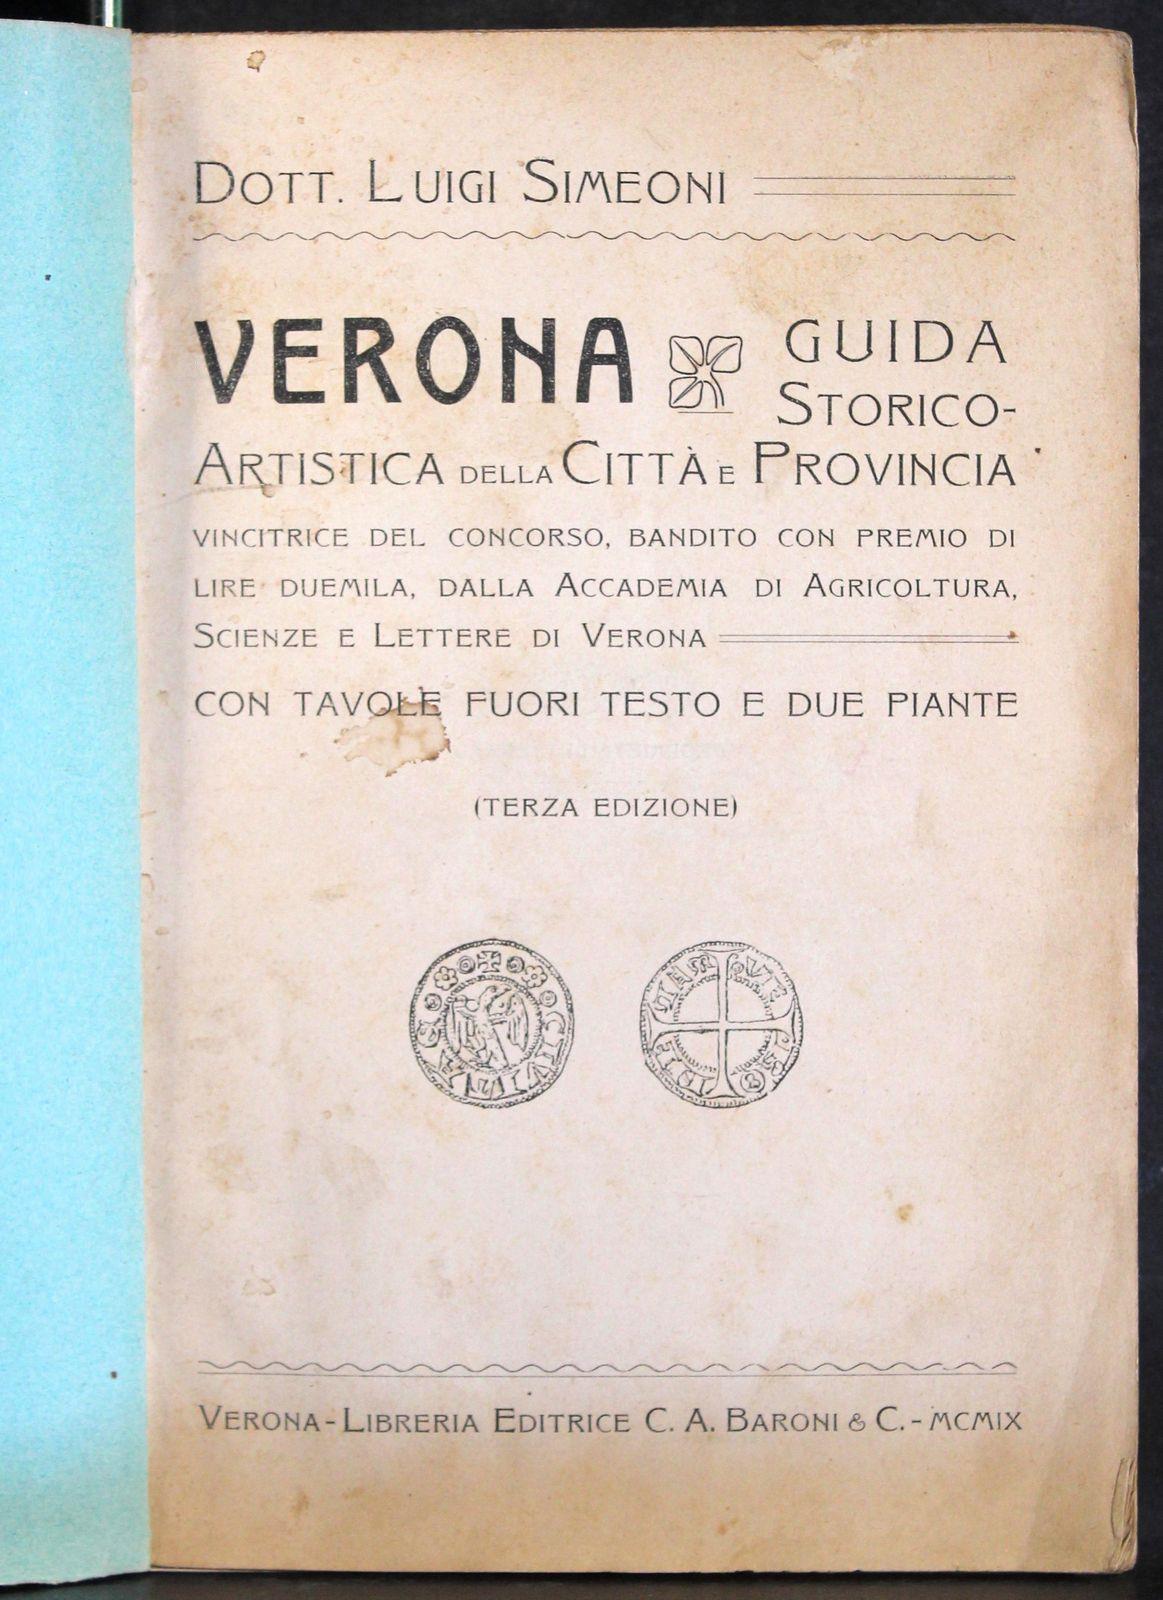 DOTT. LUIGI SIMEONI
VERONA
GUIDA
STORICO-
ARTISTICA DELLA CITTÀ E PROVINCIA
VINCITRICE DEL CONCORSO, BANDITO CON PREMIO DI
LIRE DUEMILA, DALLA ACCADEMIA DI AGRICOLTURA,
SCIENZE E LETTERE DI VERONA
CON TAVOLE FUORI TESTO E DUE PIANTE
(TERZA EDIZIONE)
VERONA-LIBRERIA EDITRICE C. A. BARONI & C.- MCMIX